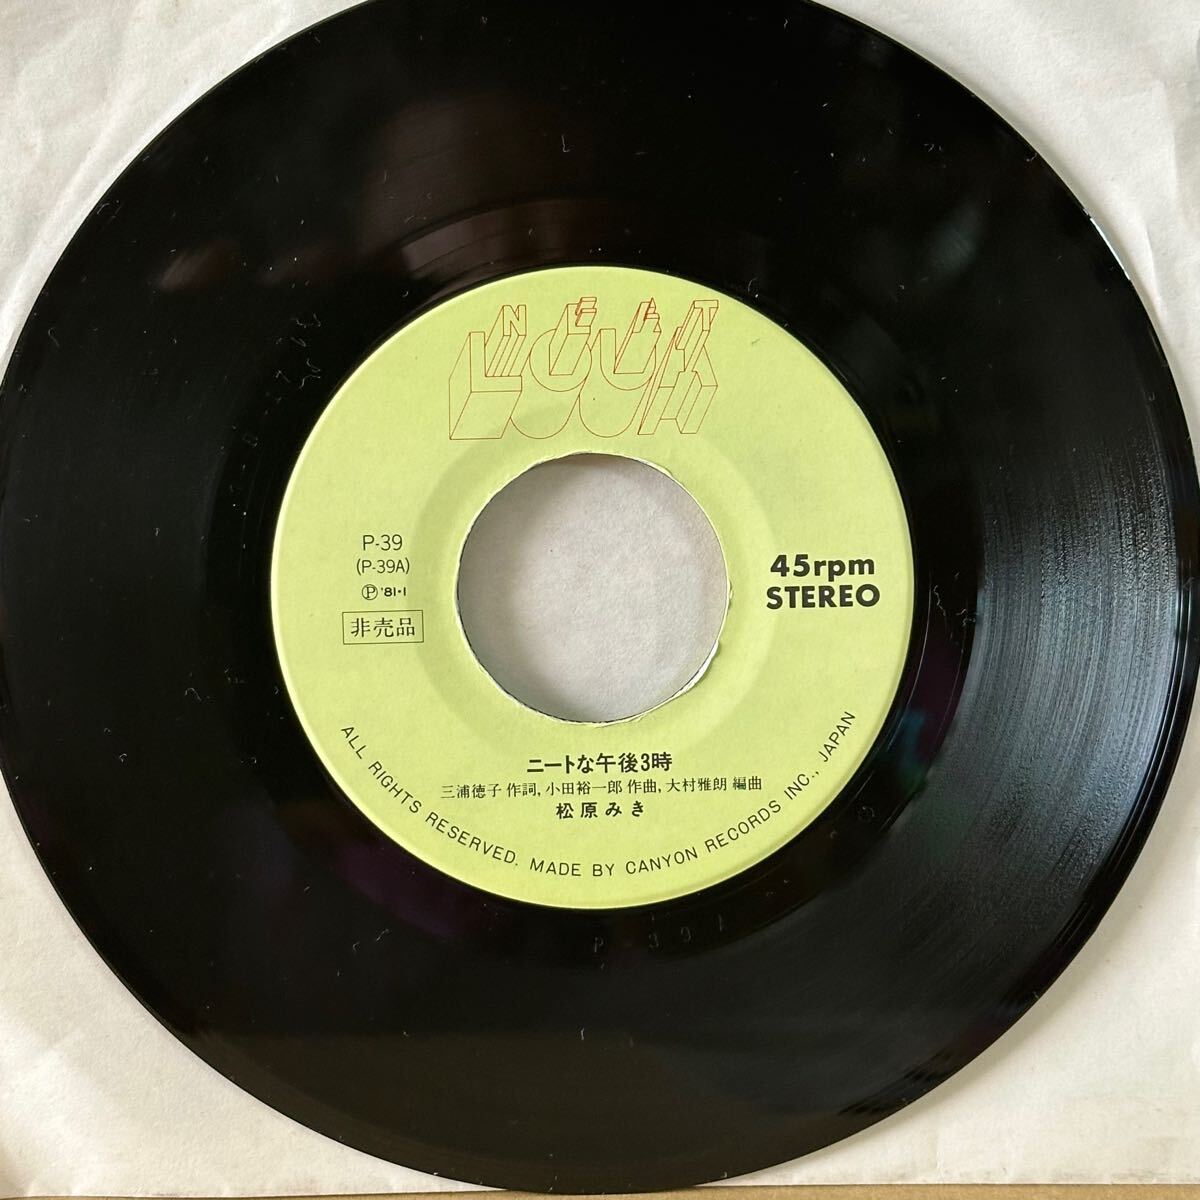 NEAT
LOOK
P-39
(P-39A)
Ⓟ '81・1
非売品
45rpm
STEREO
ニートな午後3時
三浦徳子 作詞, 小田裕一郎 作曲, 大村雅朗 編曲
松原みき
ALL RIGHTS RESERVED. MADE BY CANYON RECORDS INC., JAPAN
P-39A